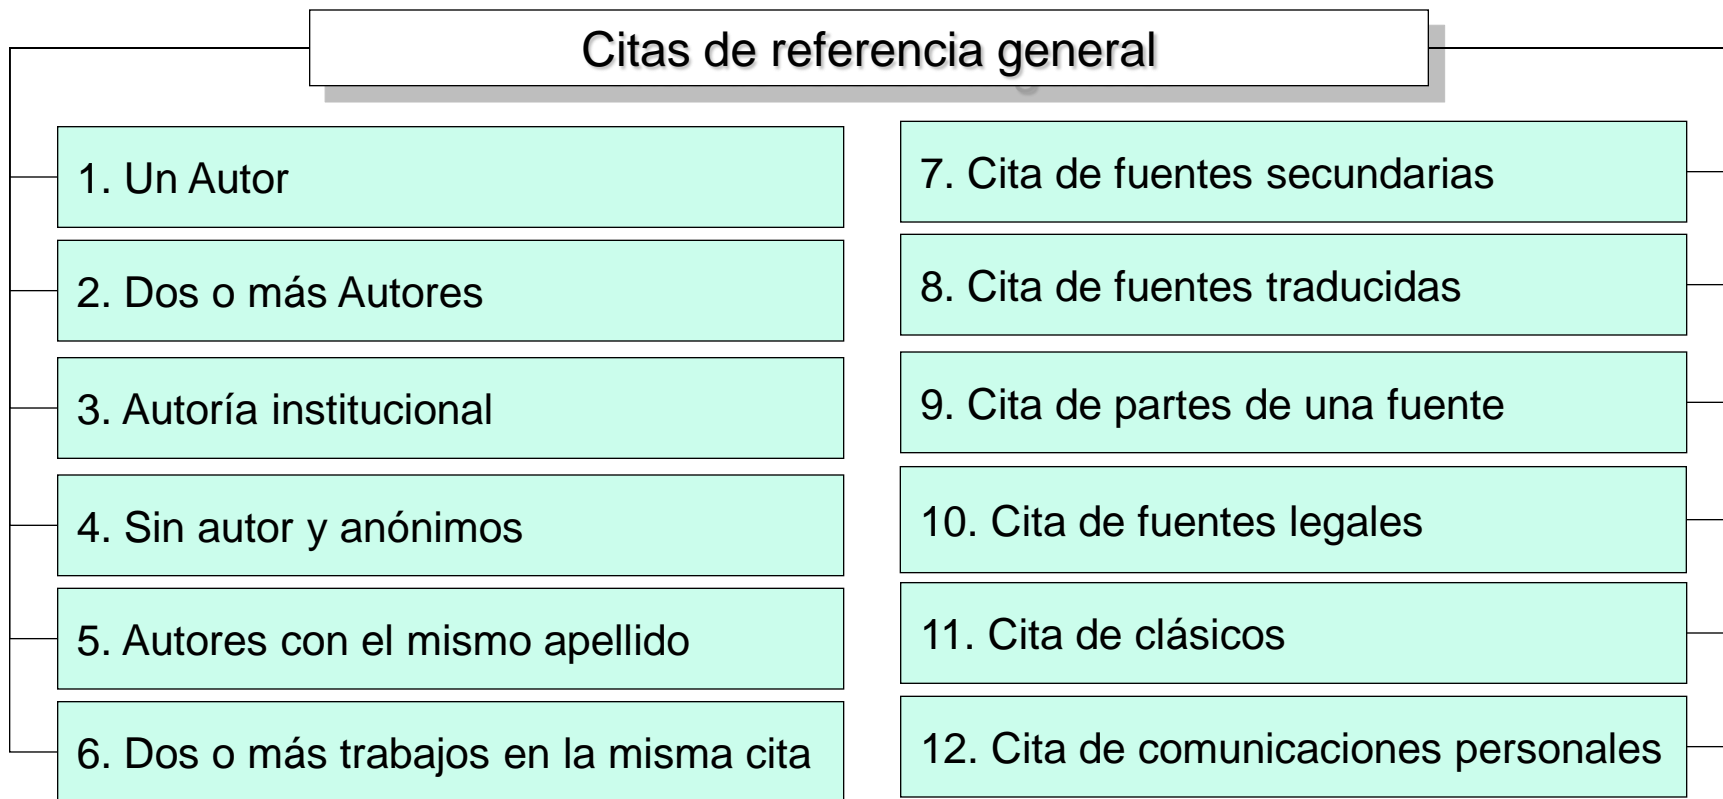 Citas de referencia general
1. Un Autor
2. Dos o más Autores
3. Autoría institucional
4. Sin autor y anónimos
5. Autores con el mismo apellido
6. Dos o más trabajos en la misma cita
7. Cita de fuentes secundarias
8. Cita de fuentes traducidas
9. Cita de partes de una fuente
10. Cita de fuentes legales
11. Cita de clásicos
12. Cita de comunicaciones personales